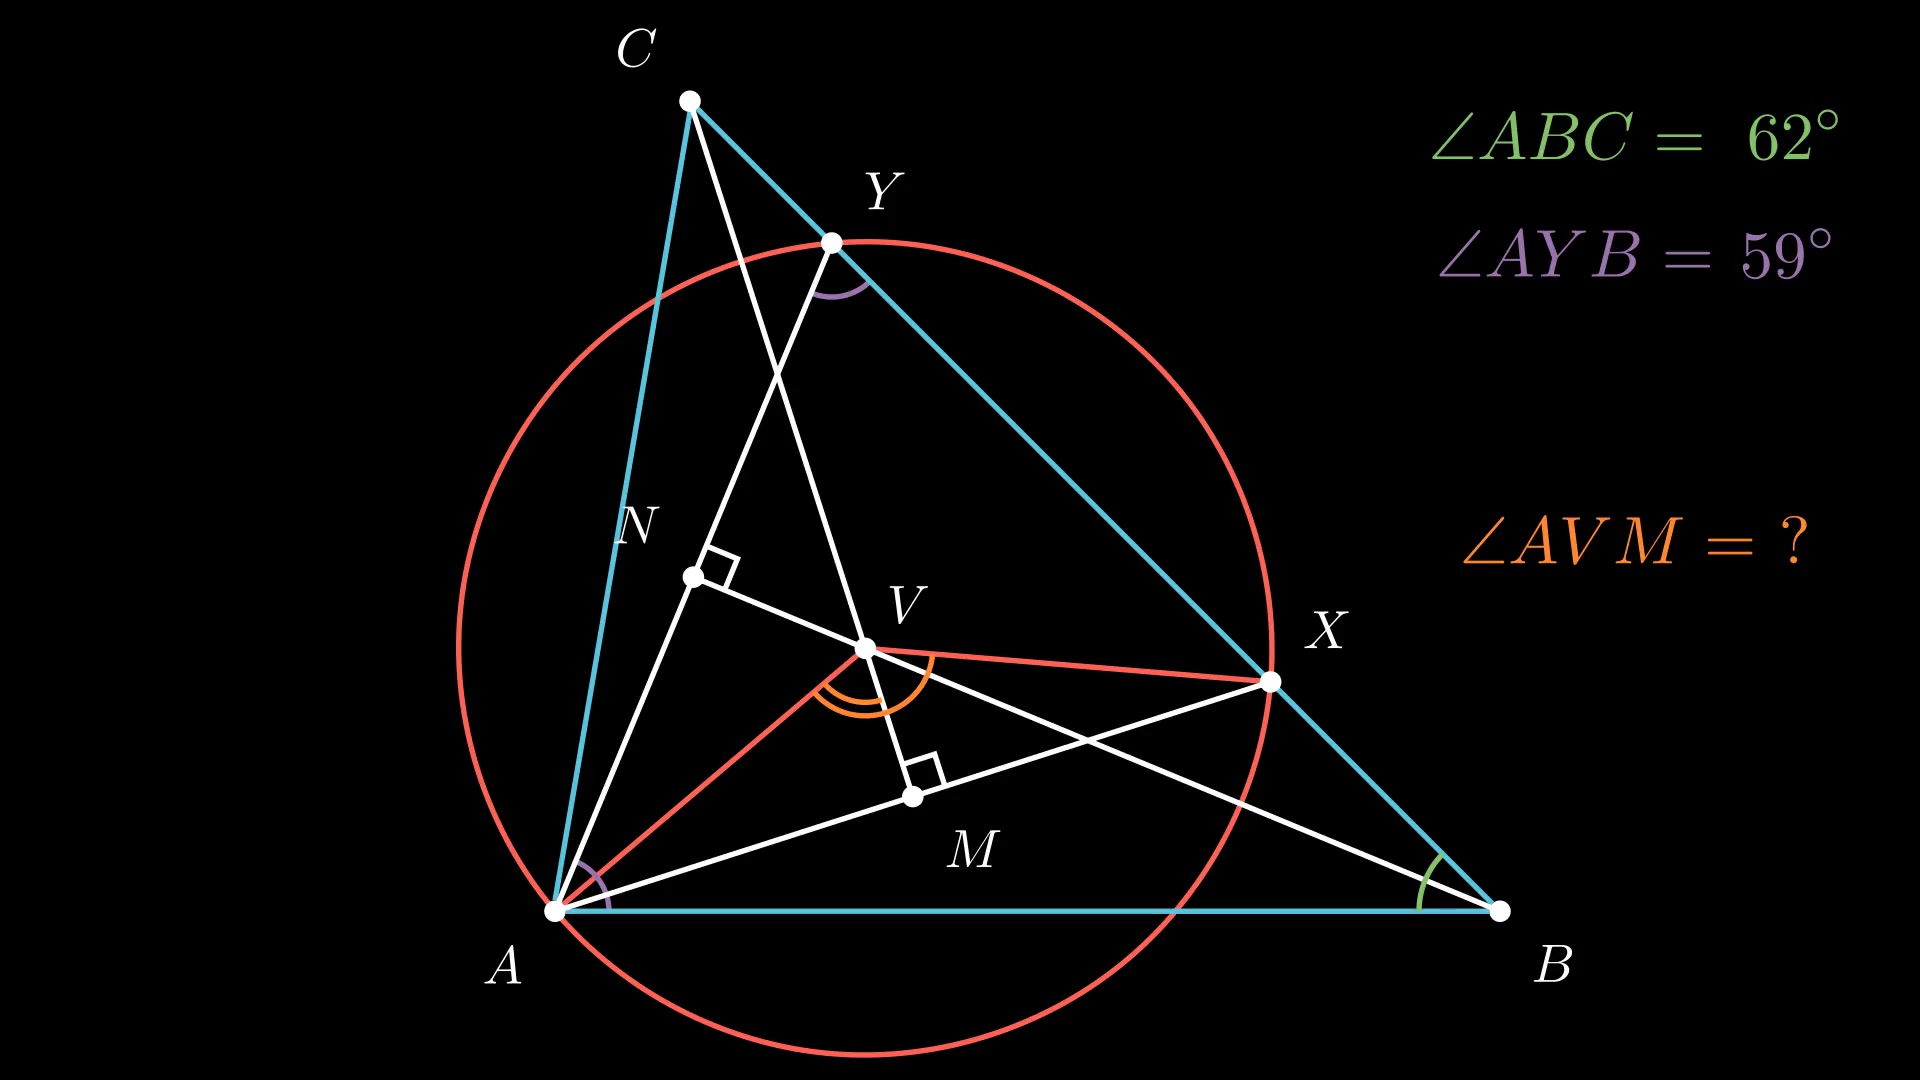 C
∠ABC = 62°
Y
∠AYB = 59°
N
∠AVM = ?
V
X
M
A
B